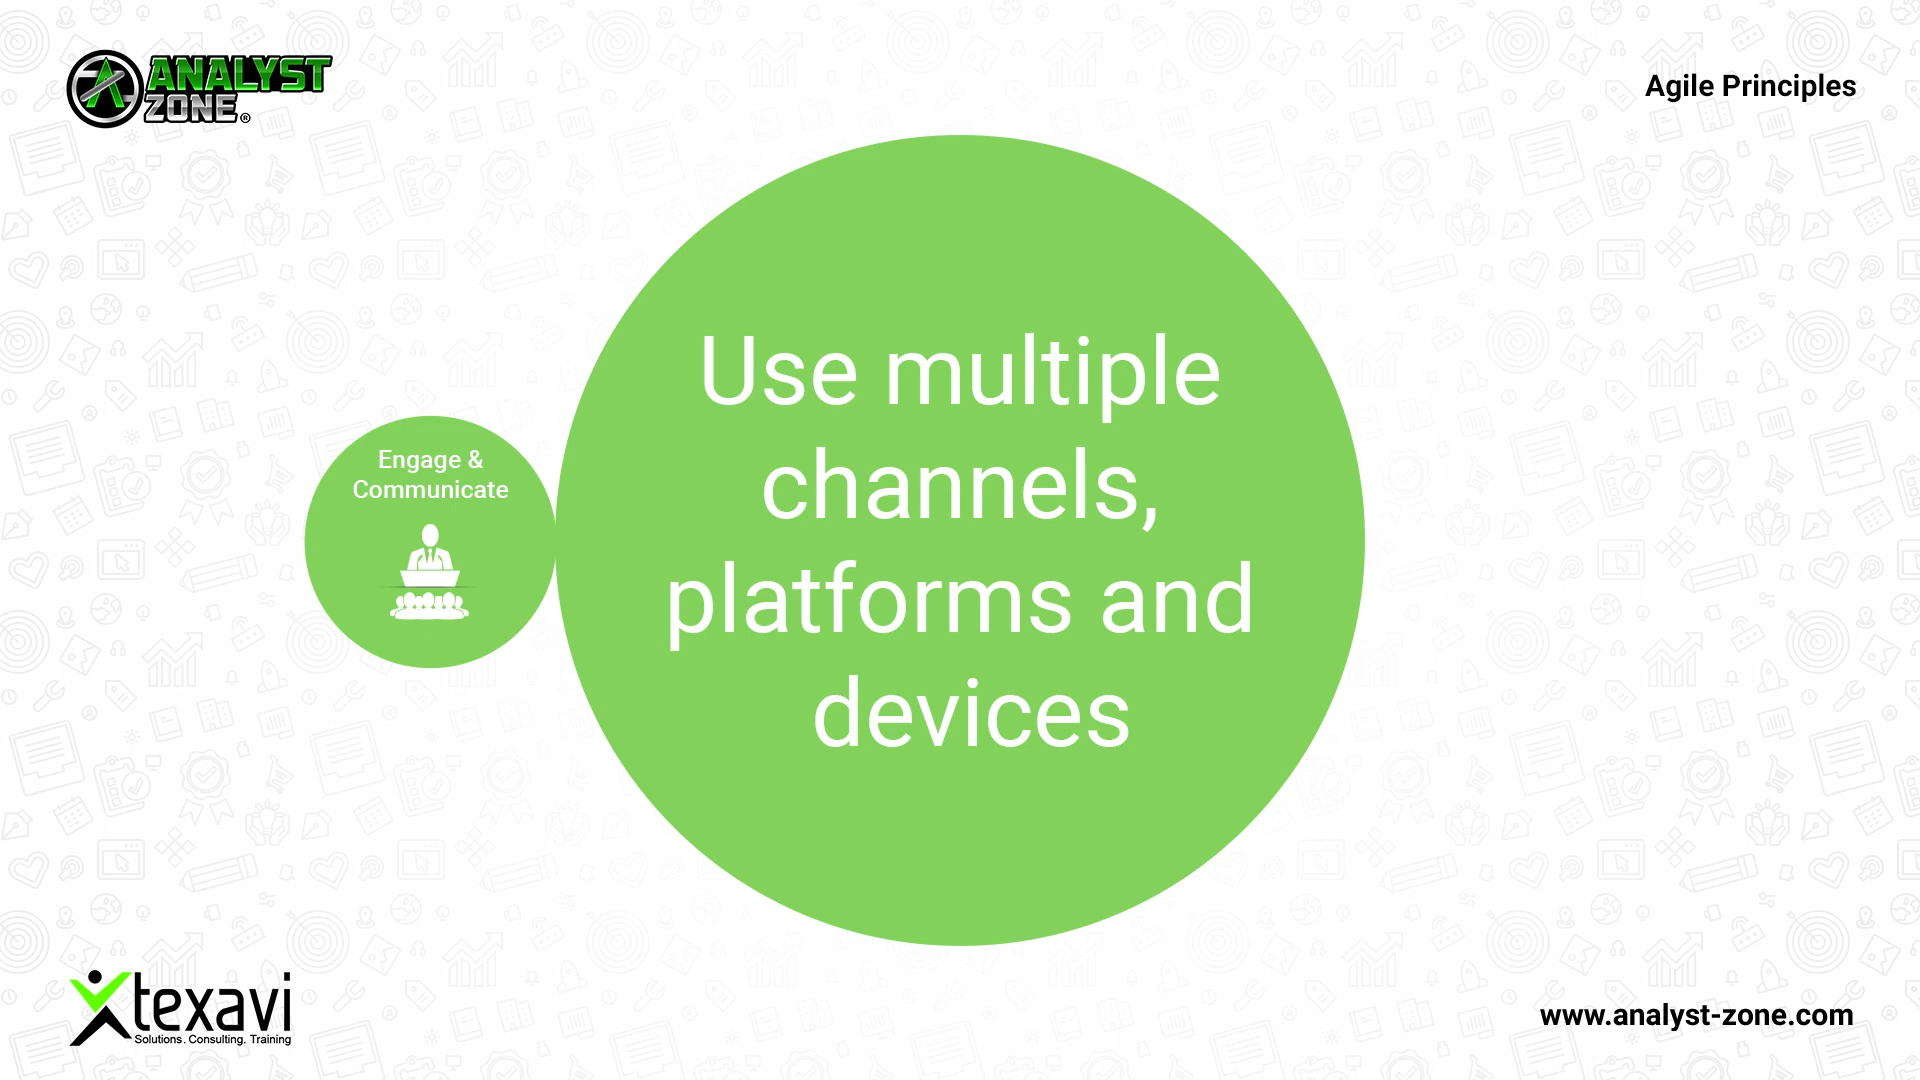 ANALYST
ZONE®
Agile Principles
Engage &
Communicate
Use multiple
channels,
platforms and
devices
texavi
Solutions. Consulting. Training
www.analyst-zone.com